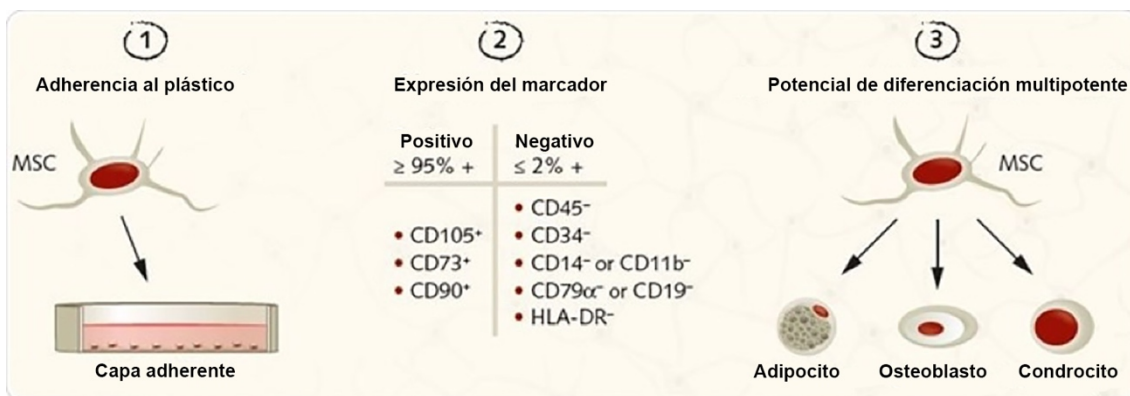 1
Adherencia al plástico
MSC
Capa adherente
2
Expresión del marcador
Positivo Negativo
≥ 95% + ≤ 2% +
• CD45⁻
• CD105⁺ • CD34⁻
• CD73⁺ • CD14⁻ or CD11b⁻
• CD90⁺ • CD79α⁻ or CD19⁻
• HLA-DR⁻
3
Potencial de diferenciación multipotente
MSC
Adipocito Osteoblasto Condrocito